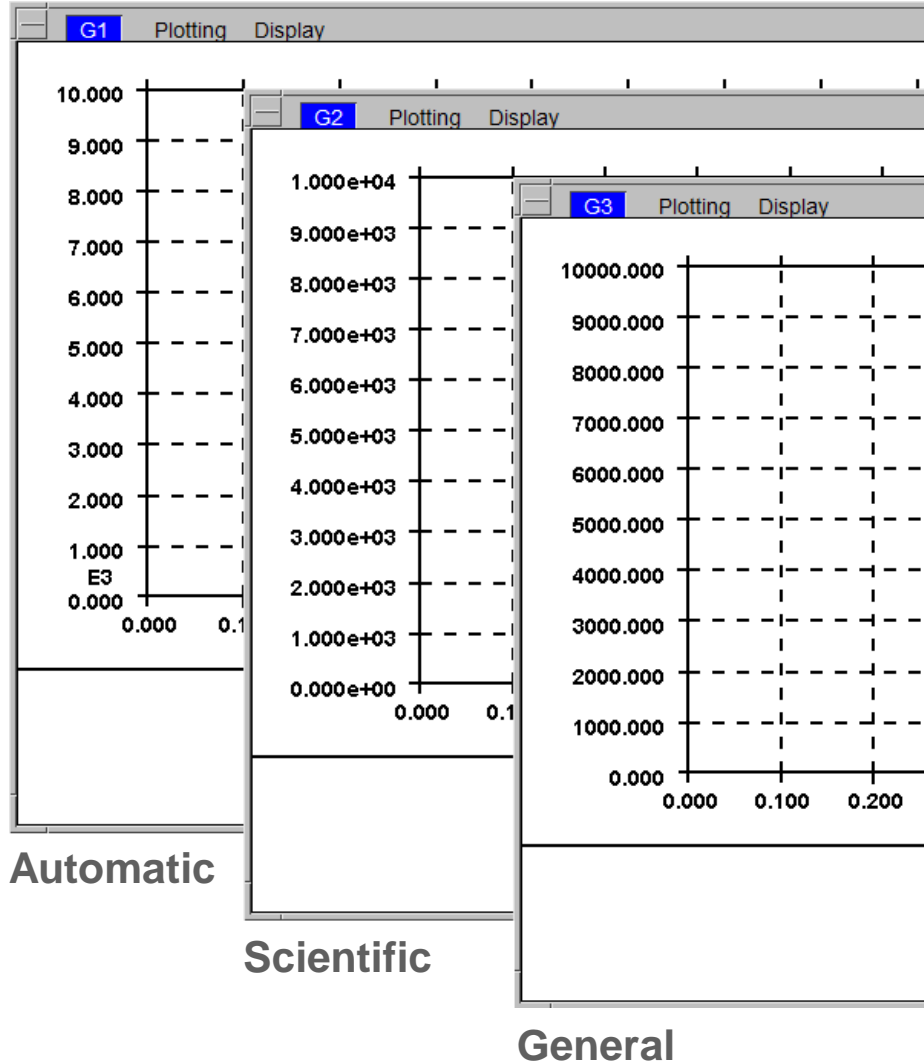 G1 Plotting Display
10.000
9.000
8.000
7.000
6.000
5.000
4.000
3.000
2.000
1.000
E3
0.000
0.000 0.1
Automatic
G2 Plotting Display
1.000e+04
9.000e+03
8.000e+03
7.000e+03
6.000e+03
5.000e+03
4.000e+03
3.000e+03
2.000e+03
1.000e+03
0.000e+00
0.000 0.1
Scientific
G3 Plotting Display
10000.000
9000.000
8000.000
7000.000
6000.000
5000.000
4000.000
3000.000
2000.000
1000.000
0.000
0.000 0.100 0.200
General